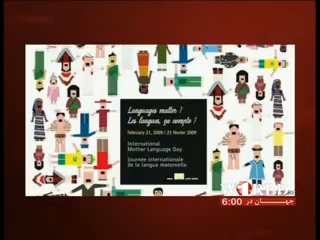 Languages matter !
Les langues, ça compte !
February 21, 2009 / 21 février 2009
International
Mother Language Day
Journée internationale
de la langue maternelle
جهان در 6:00